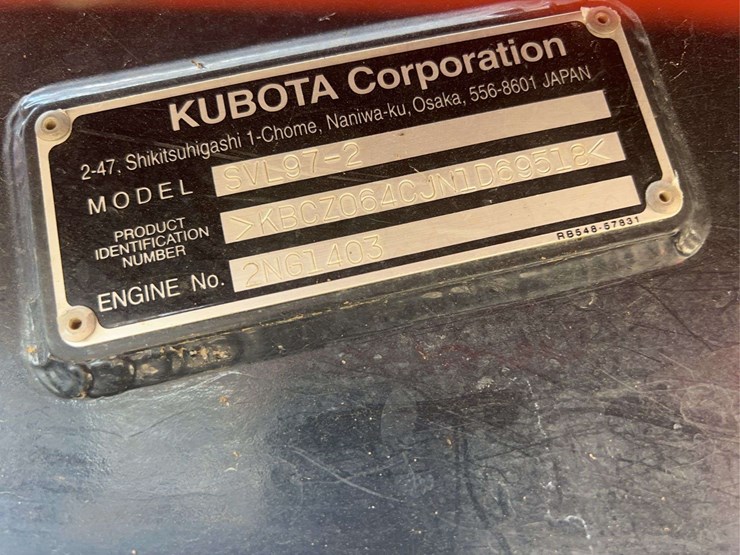 KUBOTA Corporation
2-47, Shikitsuhigashi 1-Chome, Naniwa-ku, Osaka, 556-8601 JAPAN
MODEL SVL97-2
PRODUCT IDENTIFICATION NUMBER >KBCZ064CJN1D69518<
ENGINE No. 2NG1403
RB548-57831